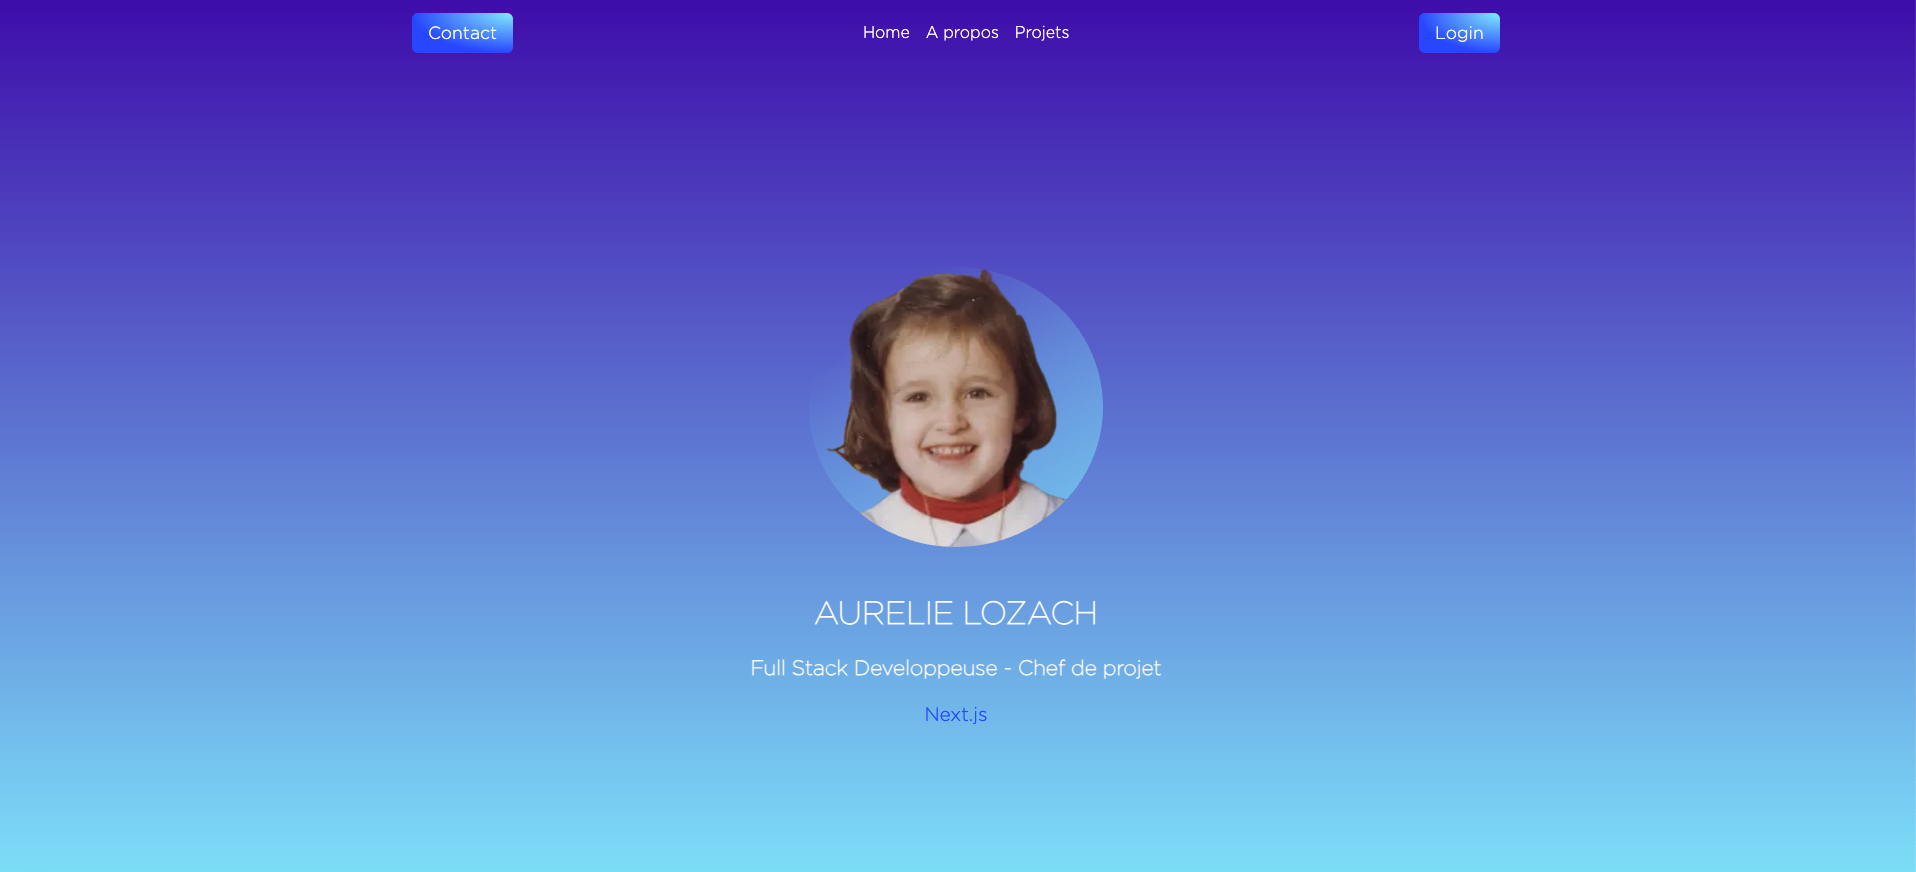 Contact Home A propos Projets Login
AURELIE LOZACH
Full Stack Developpeuse - Chef de projet
Next.js